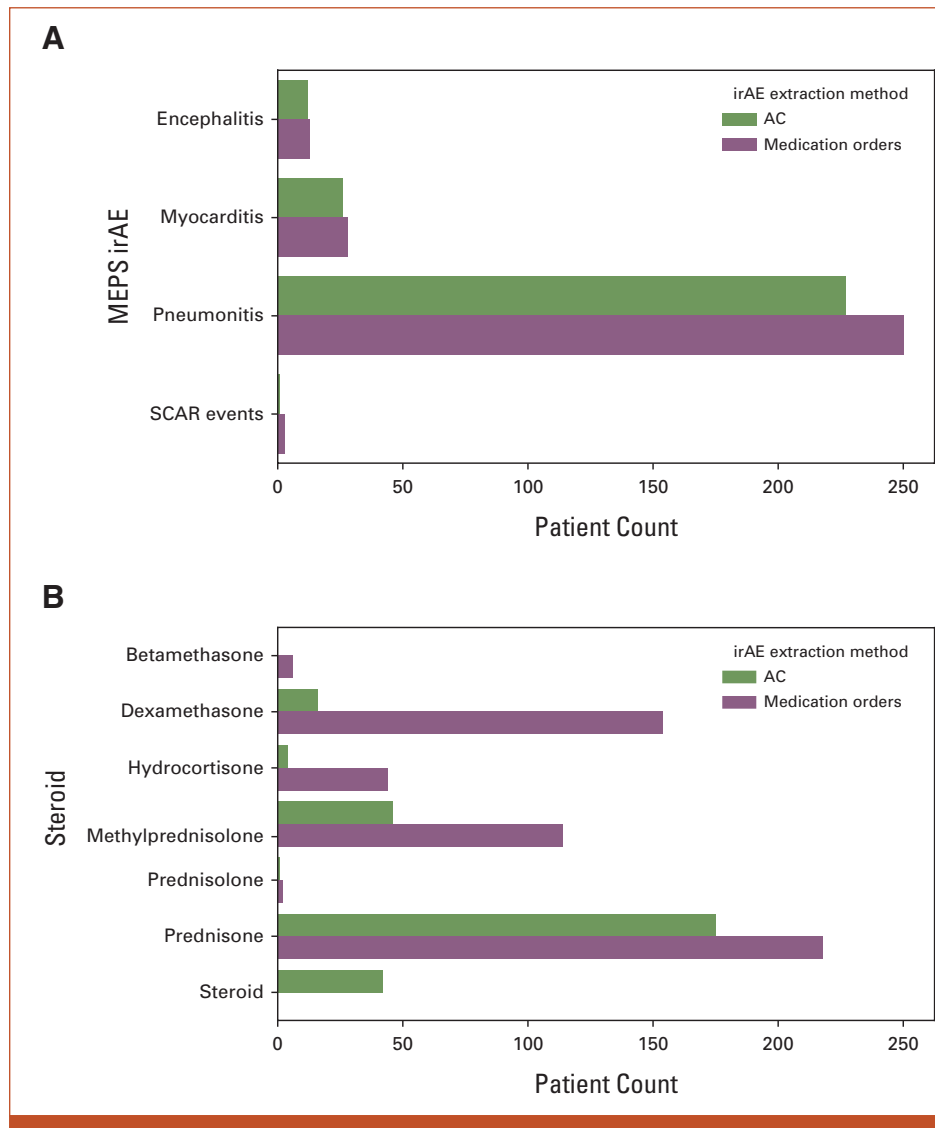 A
irAE extraction method
AC
Medication orders
Encephalitis
Myocarditis
Pneumonitis
SCAR events
MEPS irAE
0 50 100 150 200 250
Patient Count
B
irAE extraction method
AC
Medication orders
Betamethasone
Dexamethasone
Hydrocortisone
Methylprednisolone
Prednisolone
Prednisone
Steroid
Steroid
0 50 100 150 200 250
Patient Count